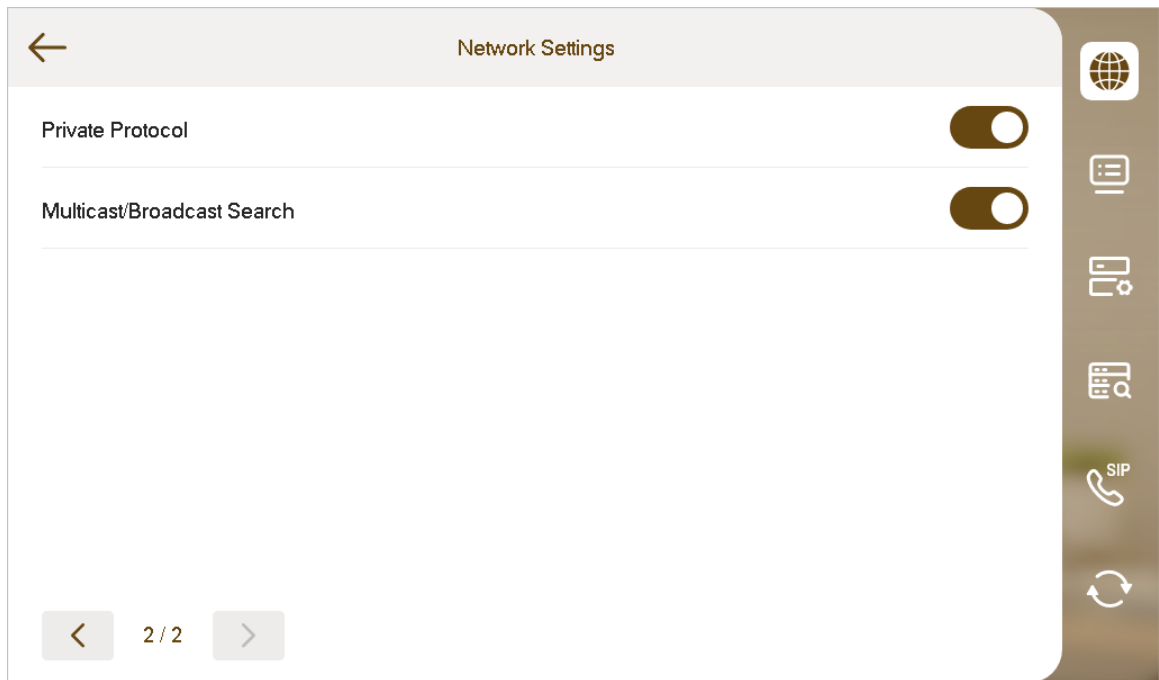 Network Settings
Private Protocol
Multicast/Broadcast Search
SIP
2 / 2